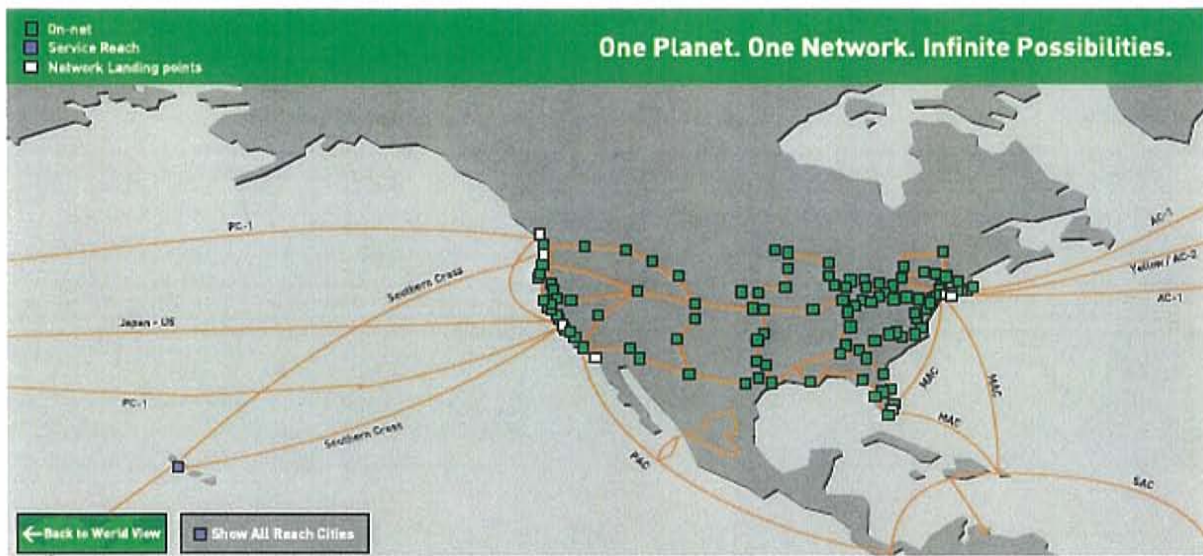 On-net
Service Reach
Network Landing points
One Planet. One Network. Infinite Possibilities.
PC-1
Southern Cross
Japan - US
PC-1
Southern Cross
AC-1
Yellow / AC-2
AC-1
MAC
MAC
MAC
PAC
SAC
Back to World View
Show All Reach Cities